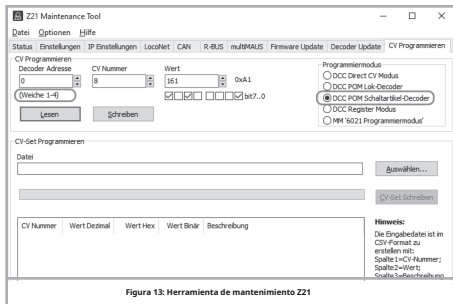 Z21 Maintenance Tool
Datei Optionen Hilfe
Status Einstellungen IP Einstellungen LocoNet CAN R-BUS multiMAUS Firmware Update Decoder Update CV Programmieren
CV Programmieren
Decoder Adresse CV Nummer Wert
0 8 161 0xA1
(Weiche 1-4) bit7..0
Lesen Schreiben
Programmiermodus
DCC Direct CV Modus
DCC POM Lok-Decoder
DCC POM Schaltartikel-Decoder
DCC Register Modus
MM '6021 Programmiermodus'
CV-Set Programmieren
Datei
Auswählen...
CV-Set Schreiben
CV Nummer Wert Dezimal Wert Hex Wert Binär Beschreibung
Hinweis:
Die Eingabedatei ist im
CSV-Format zu
erstellen mit:
Spalte1=CV-Nummer;
Spalte2=Wert;
Spalte3=Beschreibung
Figura 13: Herramienta de mantenimiento Z21